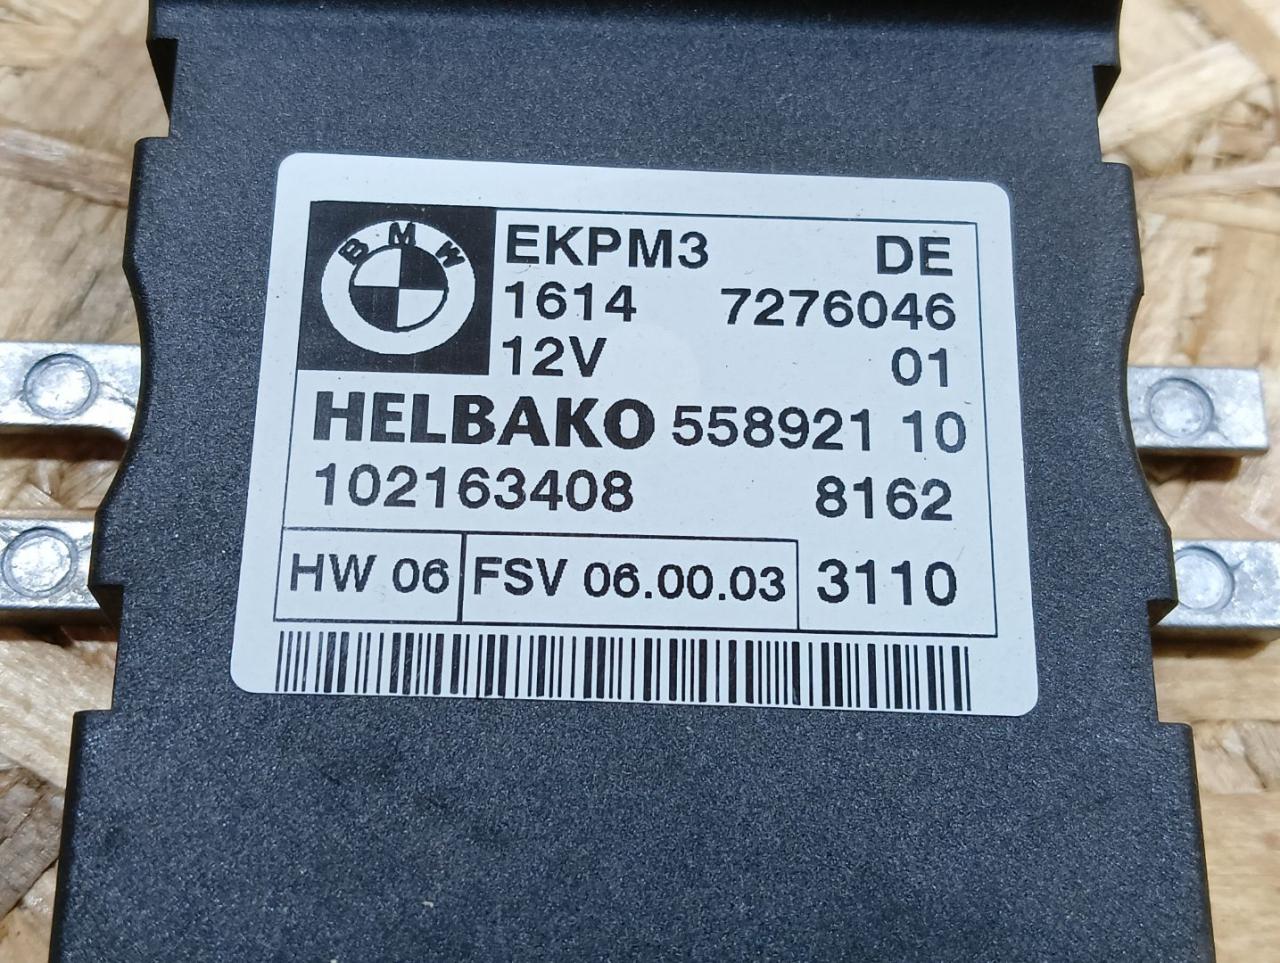 BMW
EKPM3 DE
1614 7276046
12V 01
HELBAKO 558921 10
102163408 8162
HW 06 FSV 06.00.03 3110